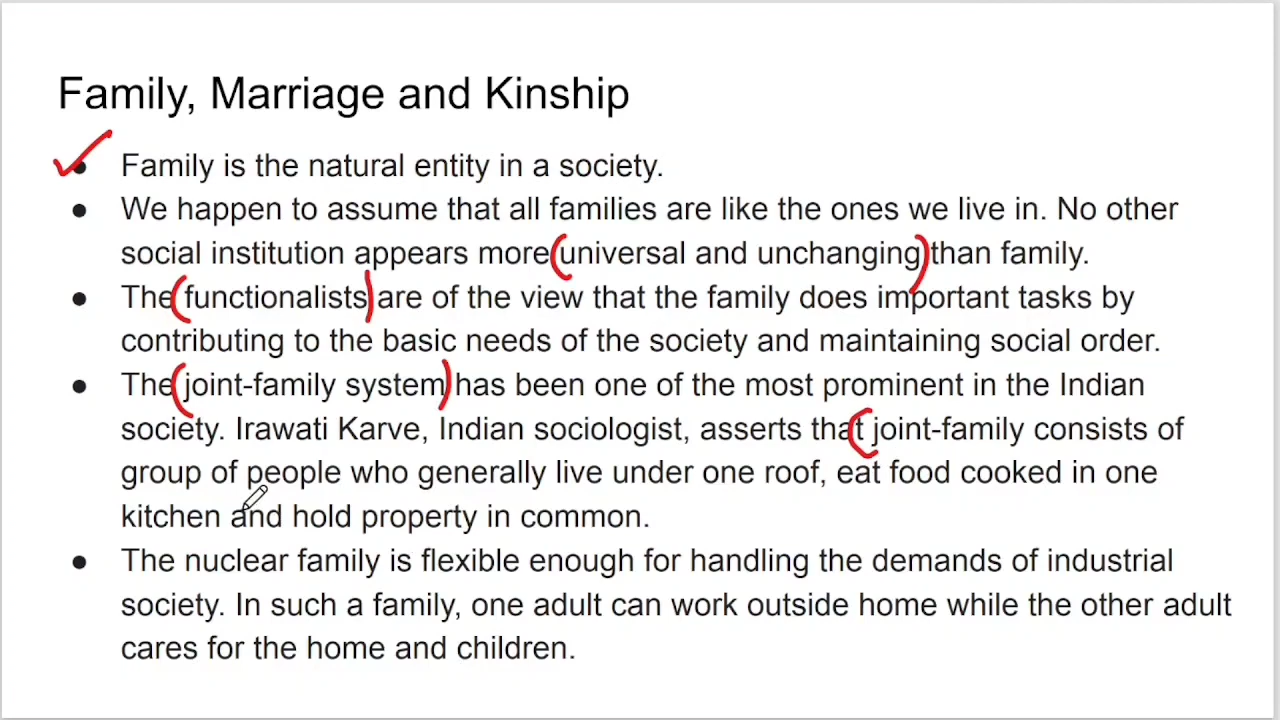 Family, Marriage and Kinship
● Family is the natural entity in a society.
● We happen to assume that all families are like the ones we live in. No other
social institution appears more universal and unchanging than family.
● The functionalists are of the view that the family does important tasks by
contributing to the basic needs of the society and maintaining social order.
● The joint-family system has been one of the most prominent in the Indian
society. Irawati Karve, Indian sociologist, asserts that joint-family consists of
group of people who generally live under one roof, eat food cooked in one
kitchen and hold property in common.
● The nuclear family is flexible enough for handling the demands of industrial
society. In such a family, one adult can work outside home while the other adult
cares for the home and children.